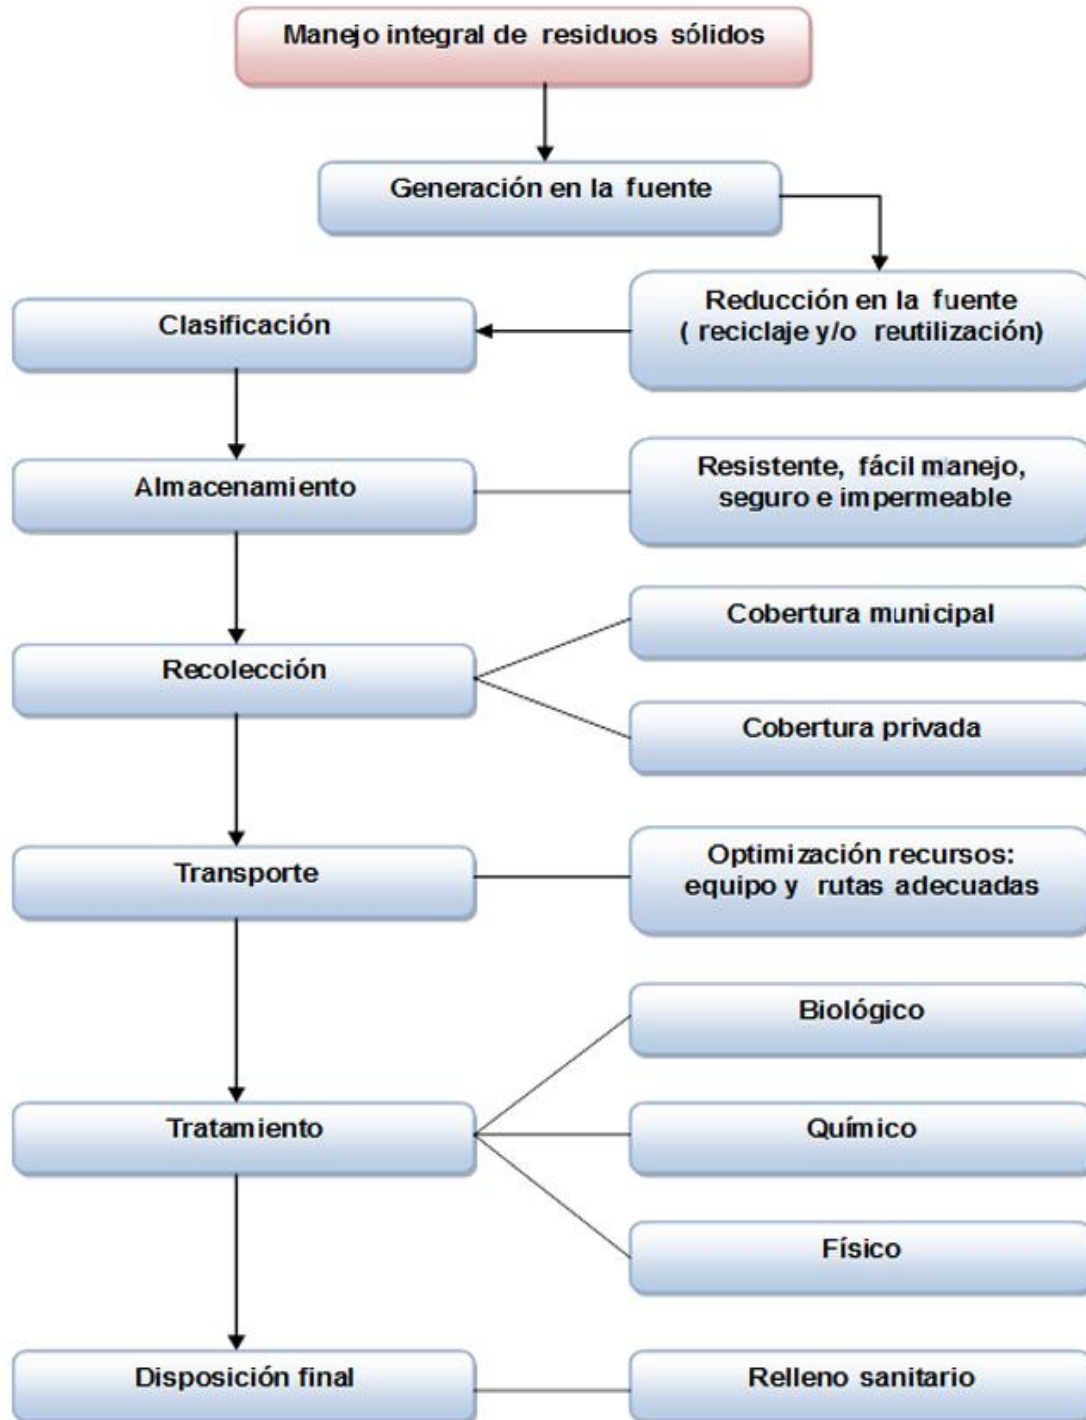 Manejo integral de residuos sólidos
Generación en la fuente
Reducción en la fuente
( reciclaje y/o reutilización)
Clasificación
Almacenamiento
Resistente, fácil manejo,
seguro e impermeable
Cobertura municipal
Recolección
Cobertura privada
Transporte
Optimización recursos:
equipo y rutas adecuadas
Biológico
Tratamiento
Químico
Físico
Disposición final
Relleno sanitario